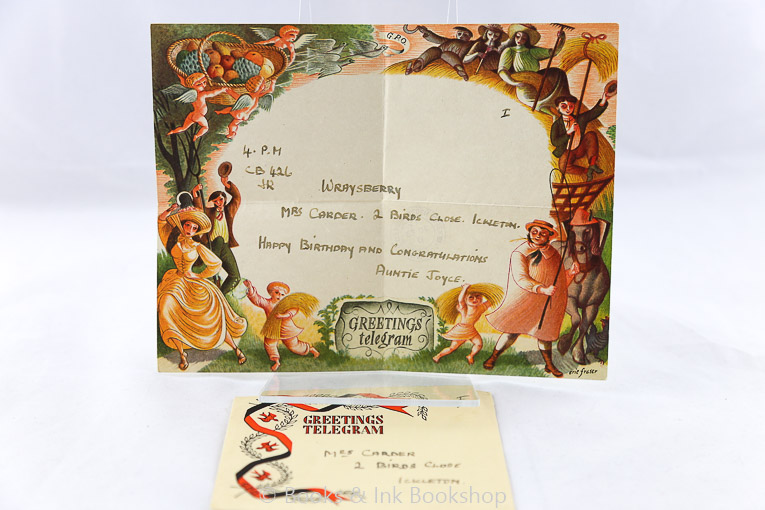 G.P.O
I
4. P.M
CB 426
JR
WRAYSBERRY
MRS CARDER. 2 BIRDS CLOSE. ICKLETON.
HAPPY BIRTHDAY AND CONGRATULATIONS
AUNTIE JOYCE.
GREETINGS
telegram
eric fraser
GREETINGS
TELEGRAM
MRS CARDER
2 BIRDS CLOSE
ICKLETON
© Books & Ink Bookshop